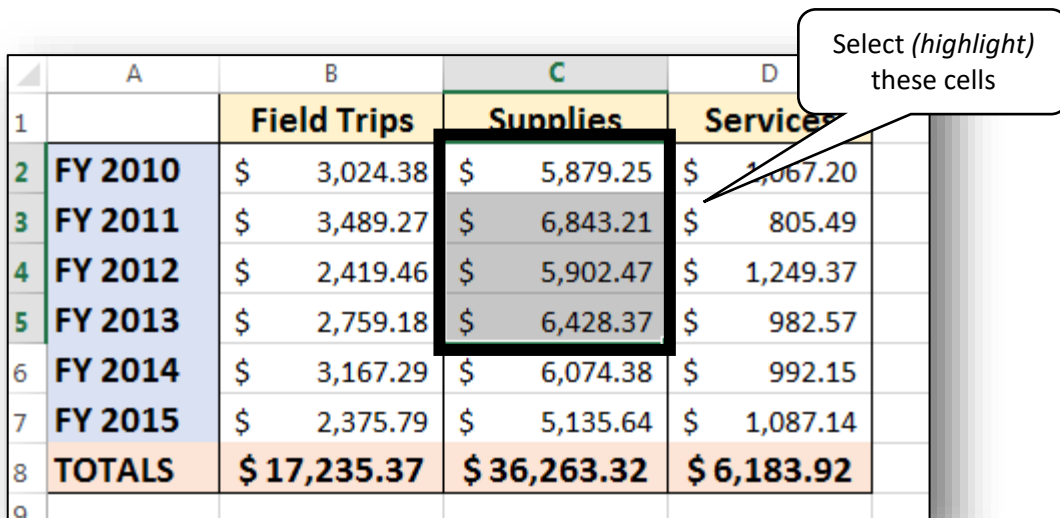 Select (highlight)
these cells
A B C D
1 Field Trips Supplies Services
2 FY 2010 $ 3,024.38 $ 5,879.25 $ 1,067.20
3 FY 2011 $ 3,489.27 $ 6,843.21 $ 805.49
4 FY 2012 $ 2,419.46 $ 5,902.47 $ 1,249.37
5 FY 2013 $ 2,759.18 $ 6,428.37 $ 982.57
6 FY 2014 $ 3,167.29 $ 6,074.38 $ 992.15
7 FY 2015 $ 2,375.79 $ 5,135.64 $ 1,087.14
8 TOTALS $ 17,235.37 $ 36,263.32 $ 6,183.92
9